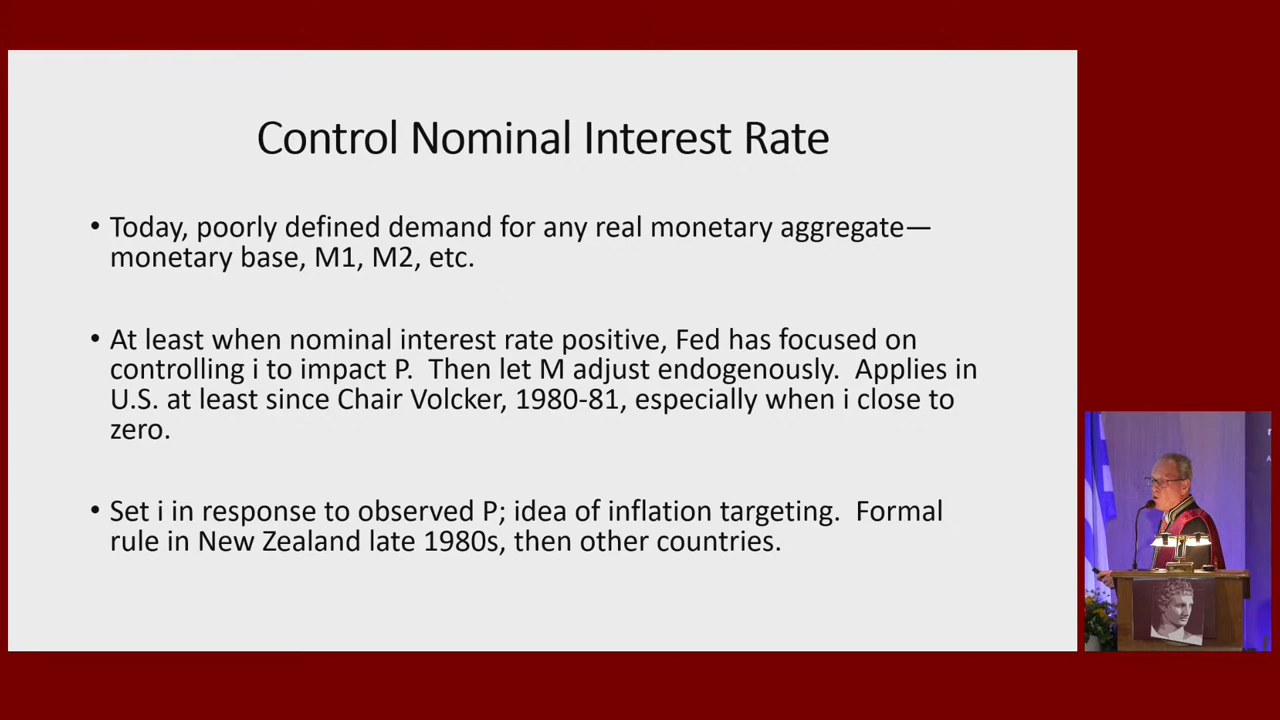 Control Nominal Interest Rate
• Today, poorly defined demand for any real monetary aggregate—
monetary base, M1, M2, etc.
• At least when nominal interest rate positive, Fed has focused on
controlling i to impact P.  Then let M adjust endogenously.  Applies in
U.S. at least since Chair Volcker, 1980-81, especially when i close to
zero.
• Set i in response to observed P; idea of inflation targeting.  Formal
rule in New Zealand late 1980s, then other countries.